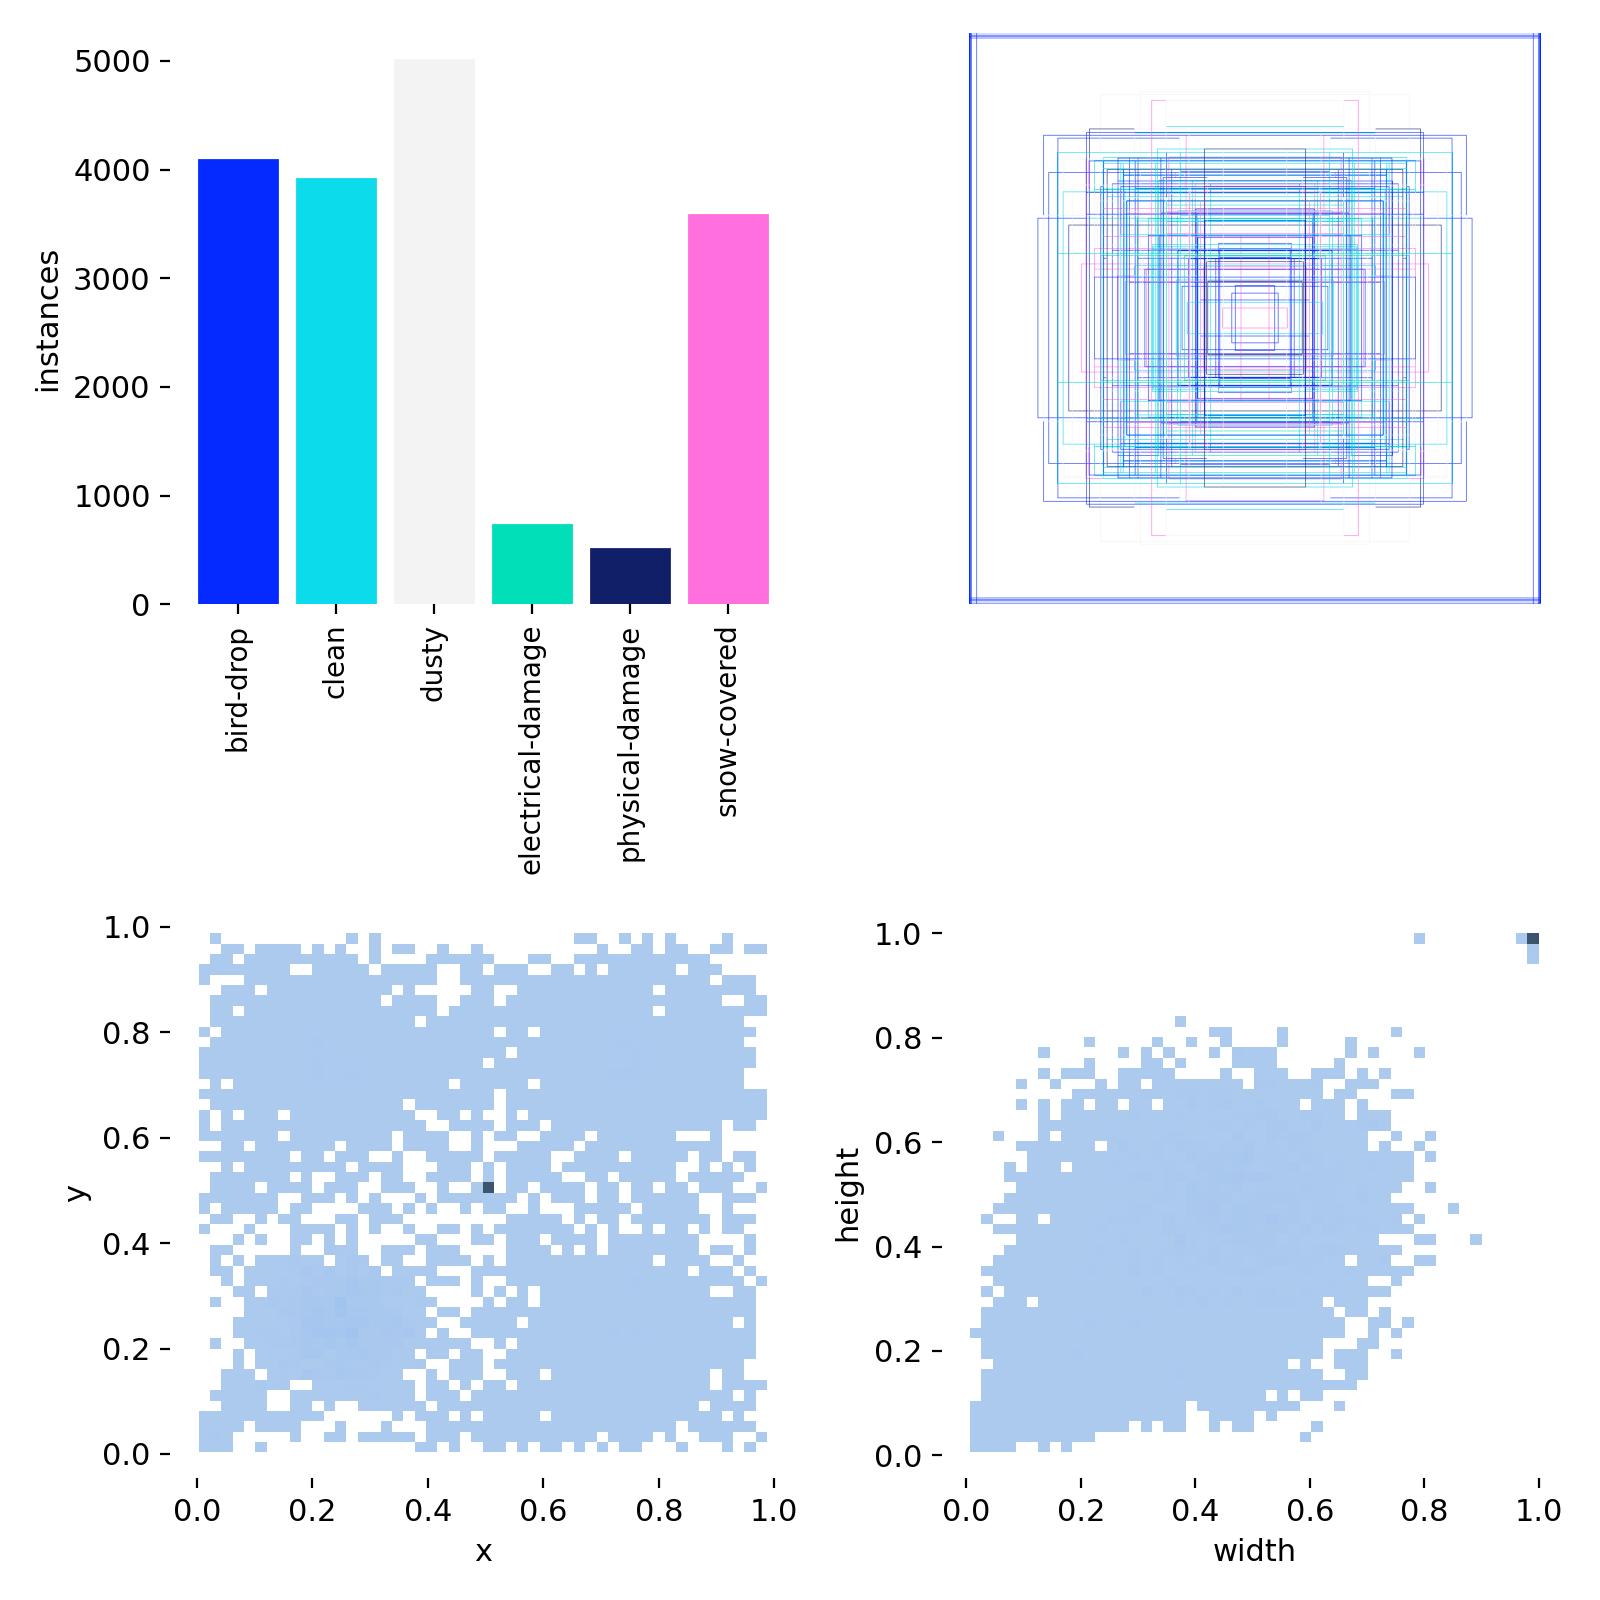 5000
4000
3000
2000
1000
0
instances
bird-drop
clean
dusty
electrical-damage
physical-damage
snow-covered
1.0
0.8
0.6
0.4
0.2
0.0
y
0.0 0.2 0.4 0.6 0.8 1.0
x
1.0
0.8
0.6
0.4
0.2
0.0
height
0.0 0.2 0.4 0.6 0.8 1.0
width